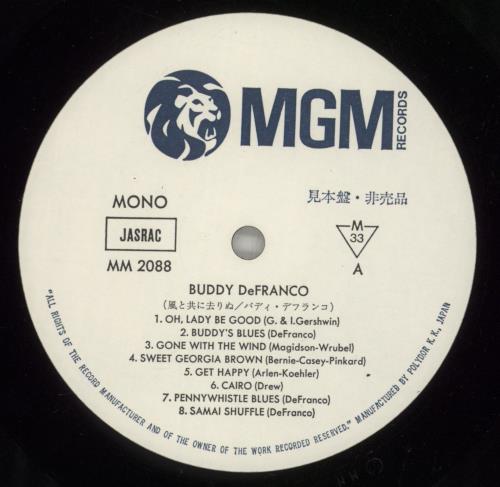 MGM RECORDS
MONO
見本盤・非売品
JASRAC
M
33
MM 2088
A
BUDDY DeFRANCO
(風と共に去りぬ/バディ・デフランコ)
1. OH, LADY BE GOOD (G. & I.Gershwin)
2. BUDDY'S BLUES (DeFranco)
3. GONE WITH THE WIND (Magidson-Wrubel)
4. SWEET GEORGIA BROWN (Bernie-Casey-Pinkard)
5. GET HAPPY (Arlen-Koehler)
6. CAIRO (Drew)
7. PENNYWHISTLE BLUES (DeFranco)
8. SAMAI SHUFFLE (DeFranco)
"ALL RIGHTS OF THE RECORD MANUFACTURER AND OF THE OWNER OF THE WORK RECORDED RESERVED." MANUFACTURED BY POLYDOR K. K., JAPAN